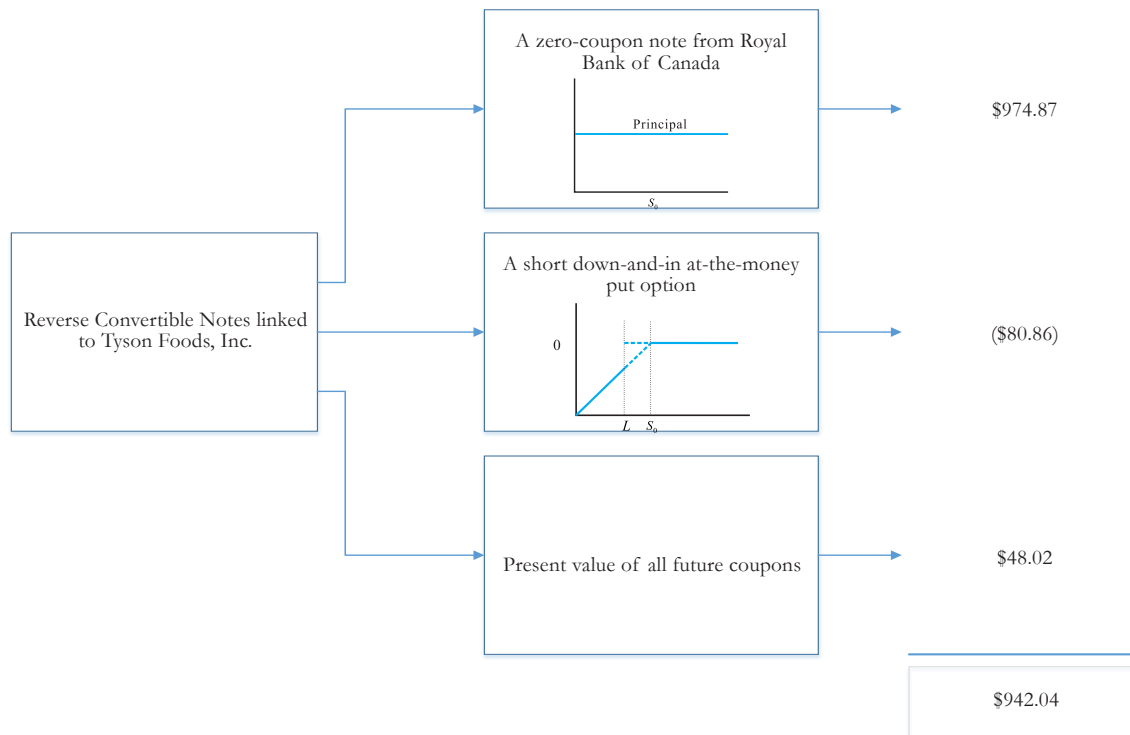 A zero-coupon note from Royal
Bank of Canada
Principal
S₀
$974.87
Reverse Convertible Notes linked
to Tyson Foods, Inc.
A short down-and-in at-the-money
put option
0
L S₀
($80.86)
Present value of all future coupons
$48.02
$942.04